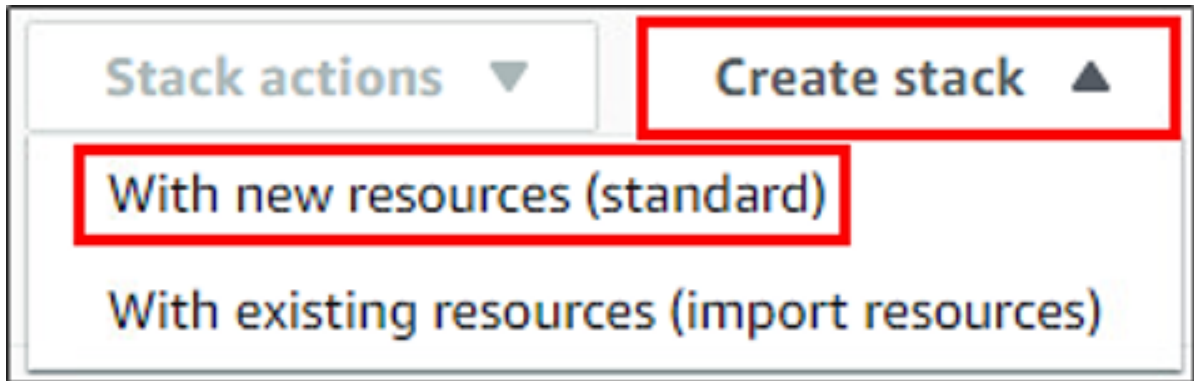 Stack actions Create stack
With new resources (standard)
With existing resources (import resources)